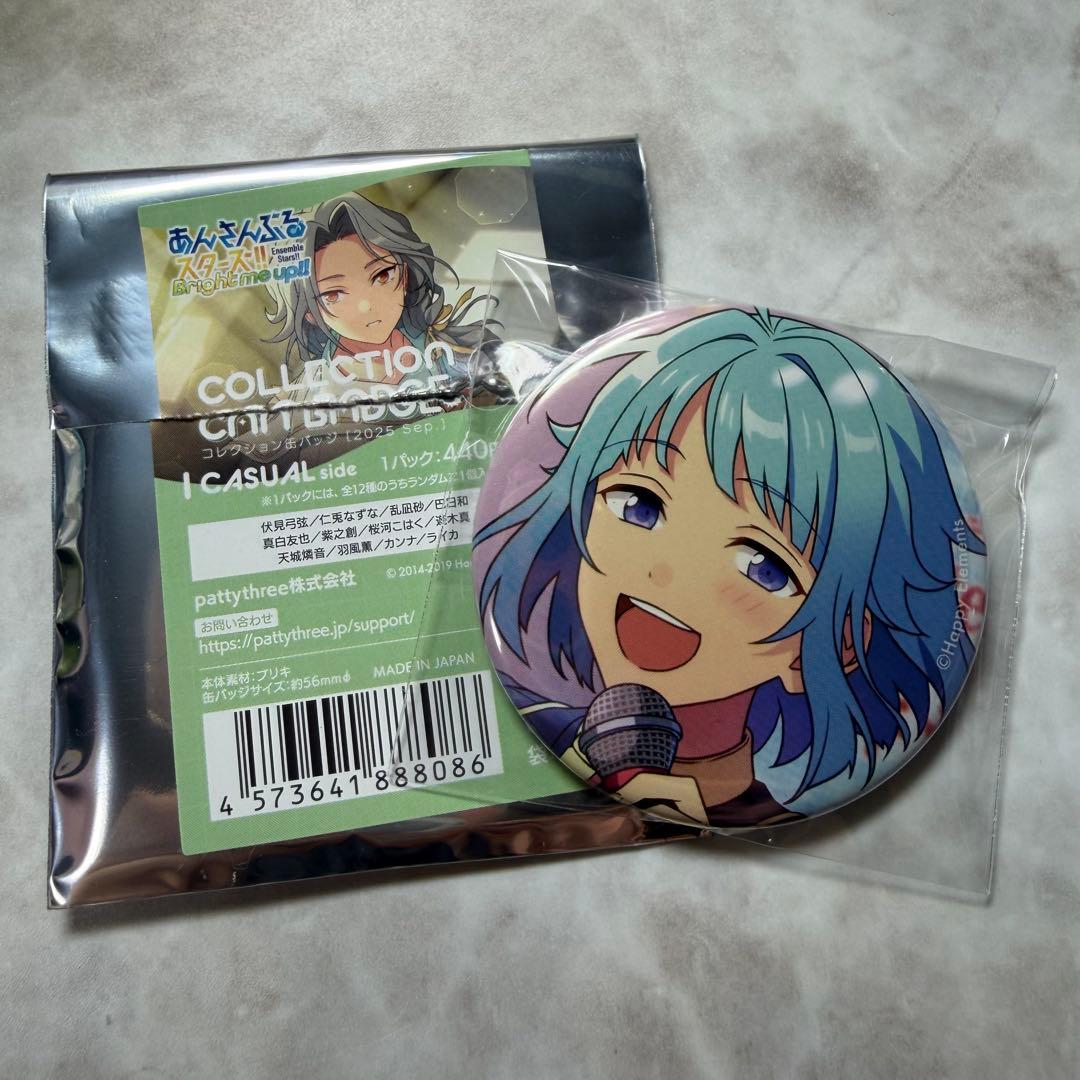 あんさんぶる
スターズ!!
Ensemble
Stars!!
Bright me up!!
COLLECTION
CAN BADGE
コレクション缶バッジ [2025 Sep.]
CASUAL side
1パック：440
※1パックには、全12種のうちランダムに1個入
伏見弓弦／仁兎なずな／乱凪砂／巴日和
真白友也／紫之創／桜河こはく／遊木真
天城燐音／羽風薫／カンナ／ライカ
pattythree株式会社
© 2014-2019
お問い合わせ
https://pattythree.jp/support/
本体素材：ブリキ
MADE IN JAPAN
缶バッジサイズ：約56mmφ
4 573641 888086
袋
©Happy Elements